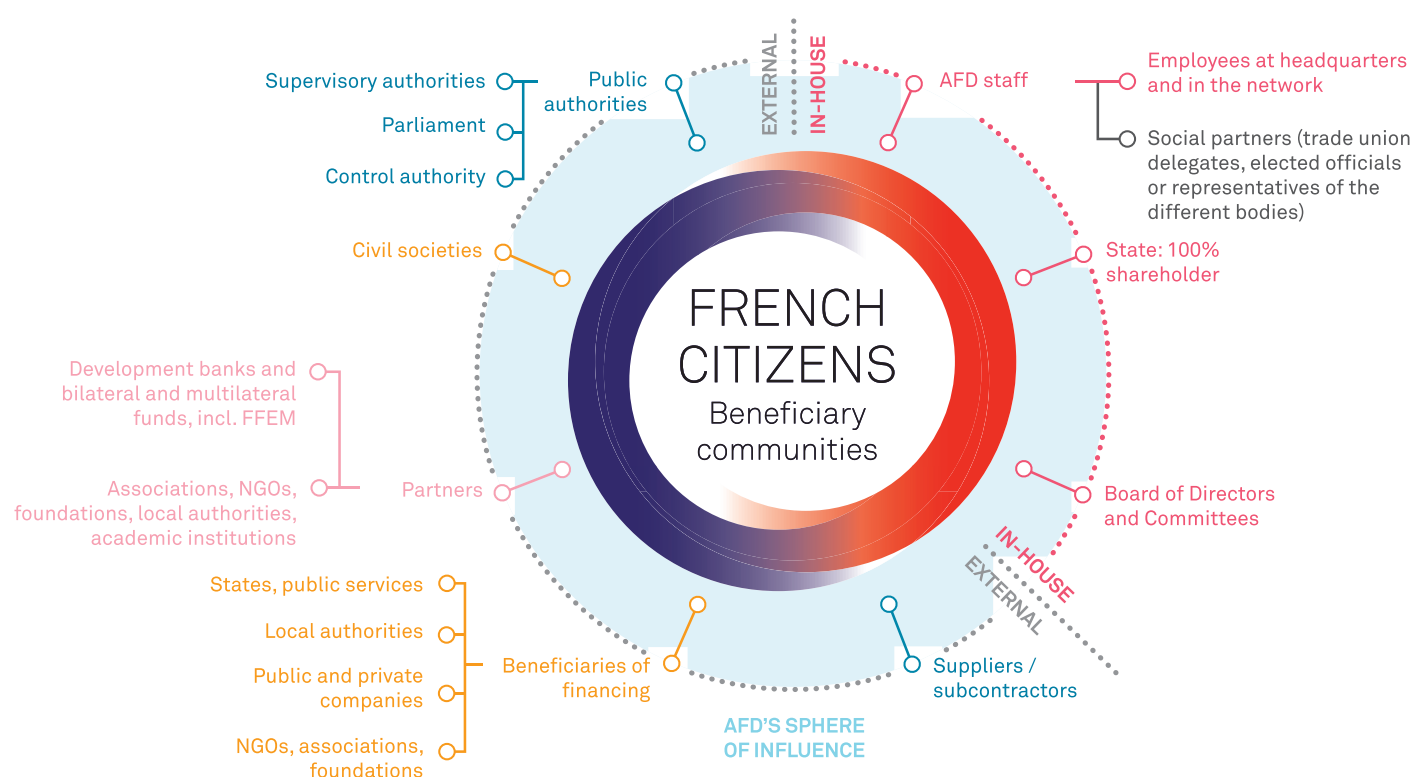 EXTERNAL
IN-HOUSE
Supervisory authorities
Parliament
Control authority
Public
authorities
AFD staff
Employees at headquarters
and in the network
Social partners (trade union
delegates, elected officials
or representatives of the
different bodies)
Civil societies
State: 100%
shareholder
FRENCH
CITIZENS
Beneficiary
communities
Development banks and
bilateral and multilateral
funds, incl. FFEM
Associations, NGOs,
foundations, local authorities,
academic institutions
Partners
Board of Directors
and Committees
IN-HOUSE
EXTERNAL
States, public services
Local authorities
Public and private
companies
NGOs, associations,
foundations
Beneficiaries of
financing
Suppliers /
subcontractors
AFD'S SPHERE
OF INFLUENCE